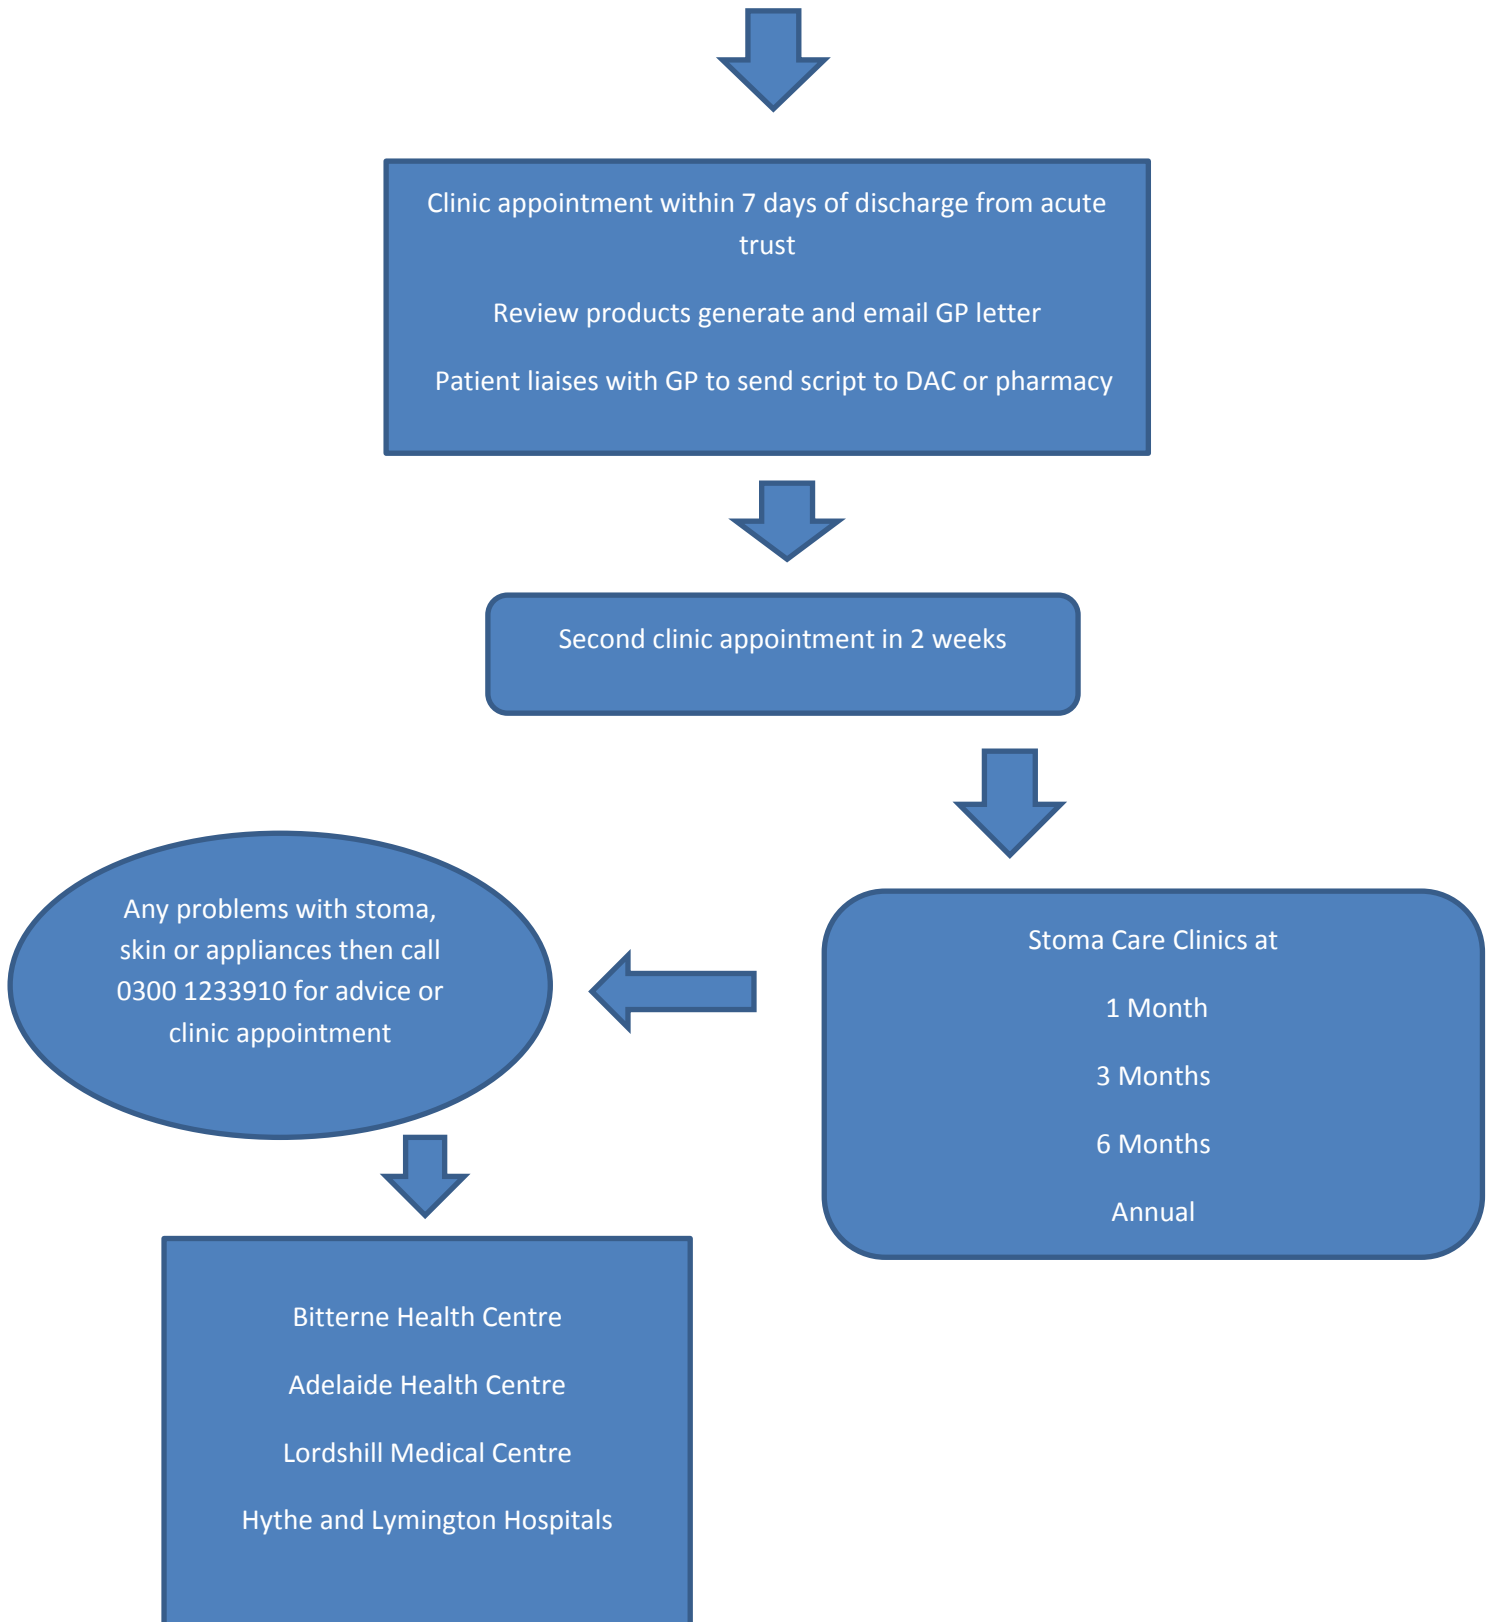 Clinic appointment within 7 days of discharge from acute
trust
Review products generate and email GP letter
Patient liaises with GP to send script to DAC or pharmacy
Second clinic appointment in 2 weeks
Any problems with stoma,
skin or appliances then call
0300 1233910 for advice or
clinic appointment
Stoma Care Clinics at
1 Month
3 Months
6 Months
Annual
Bitterne Health Centre
Adelaide Health Centre
Lordshill Medical Centre
Hythe and Lymington Hospitals